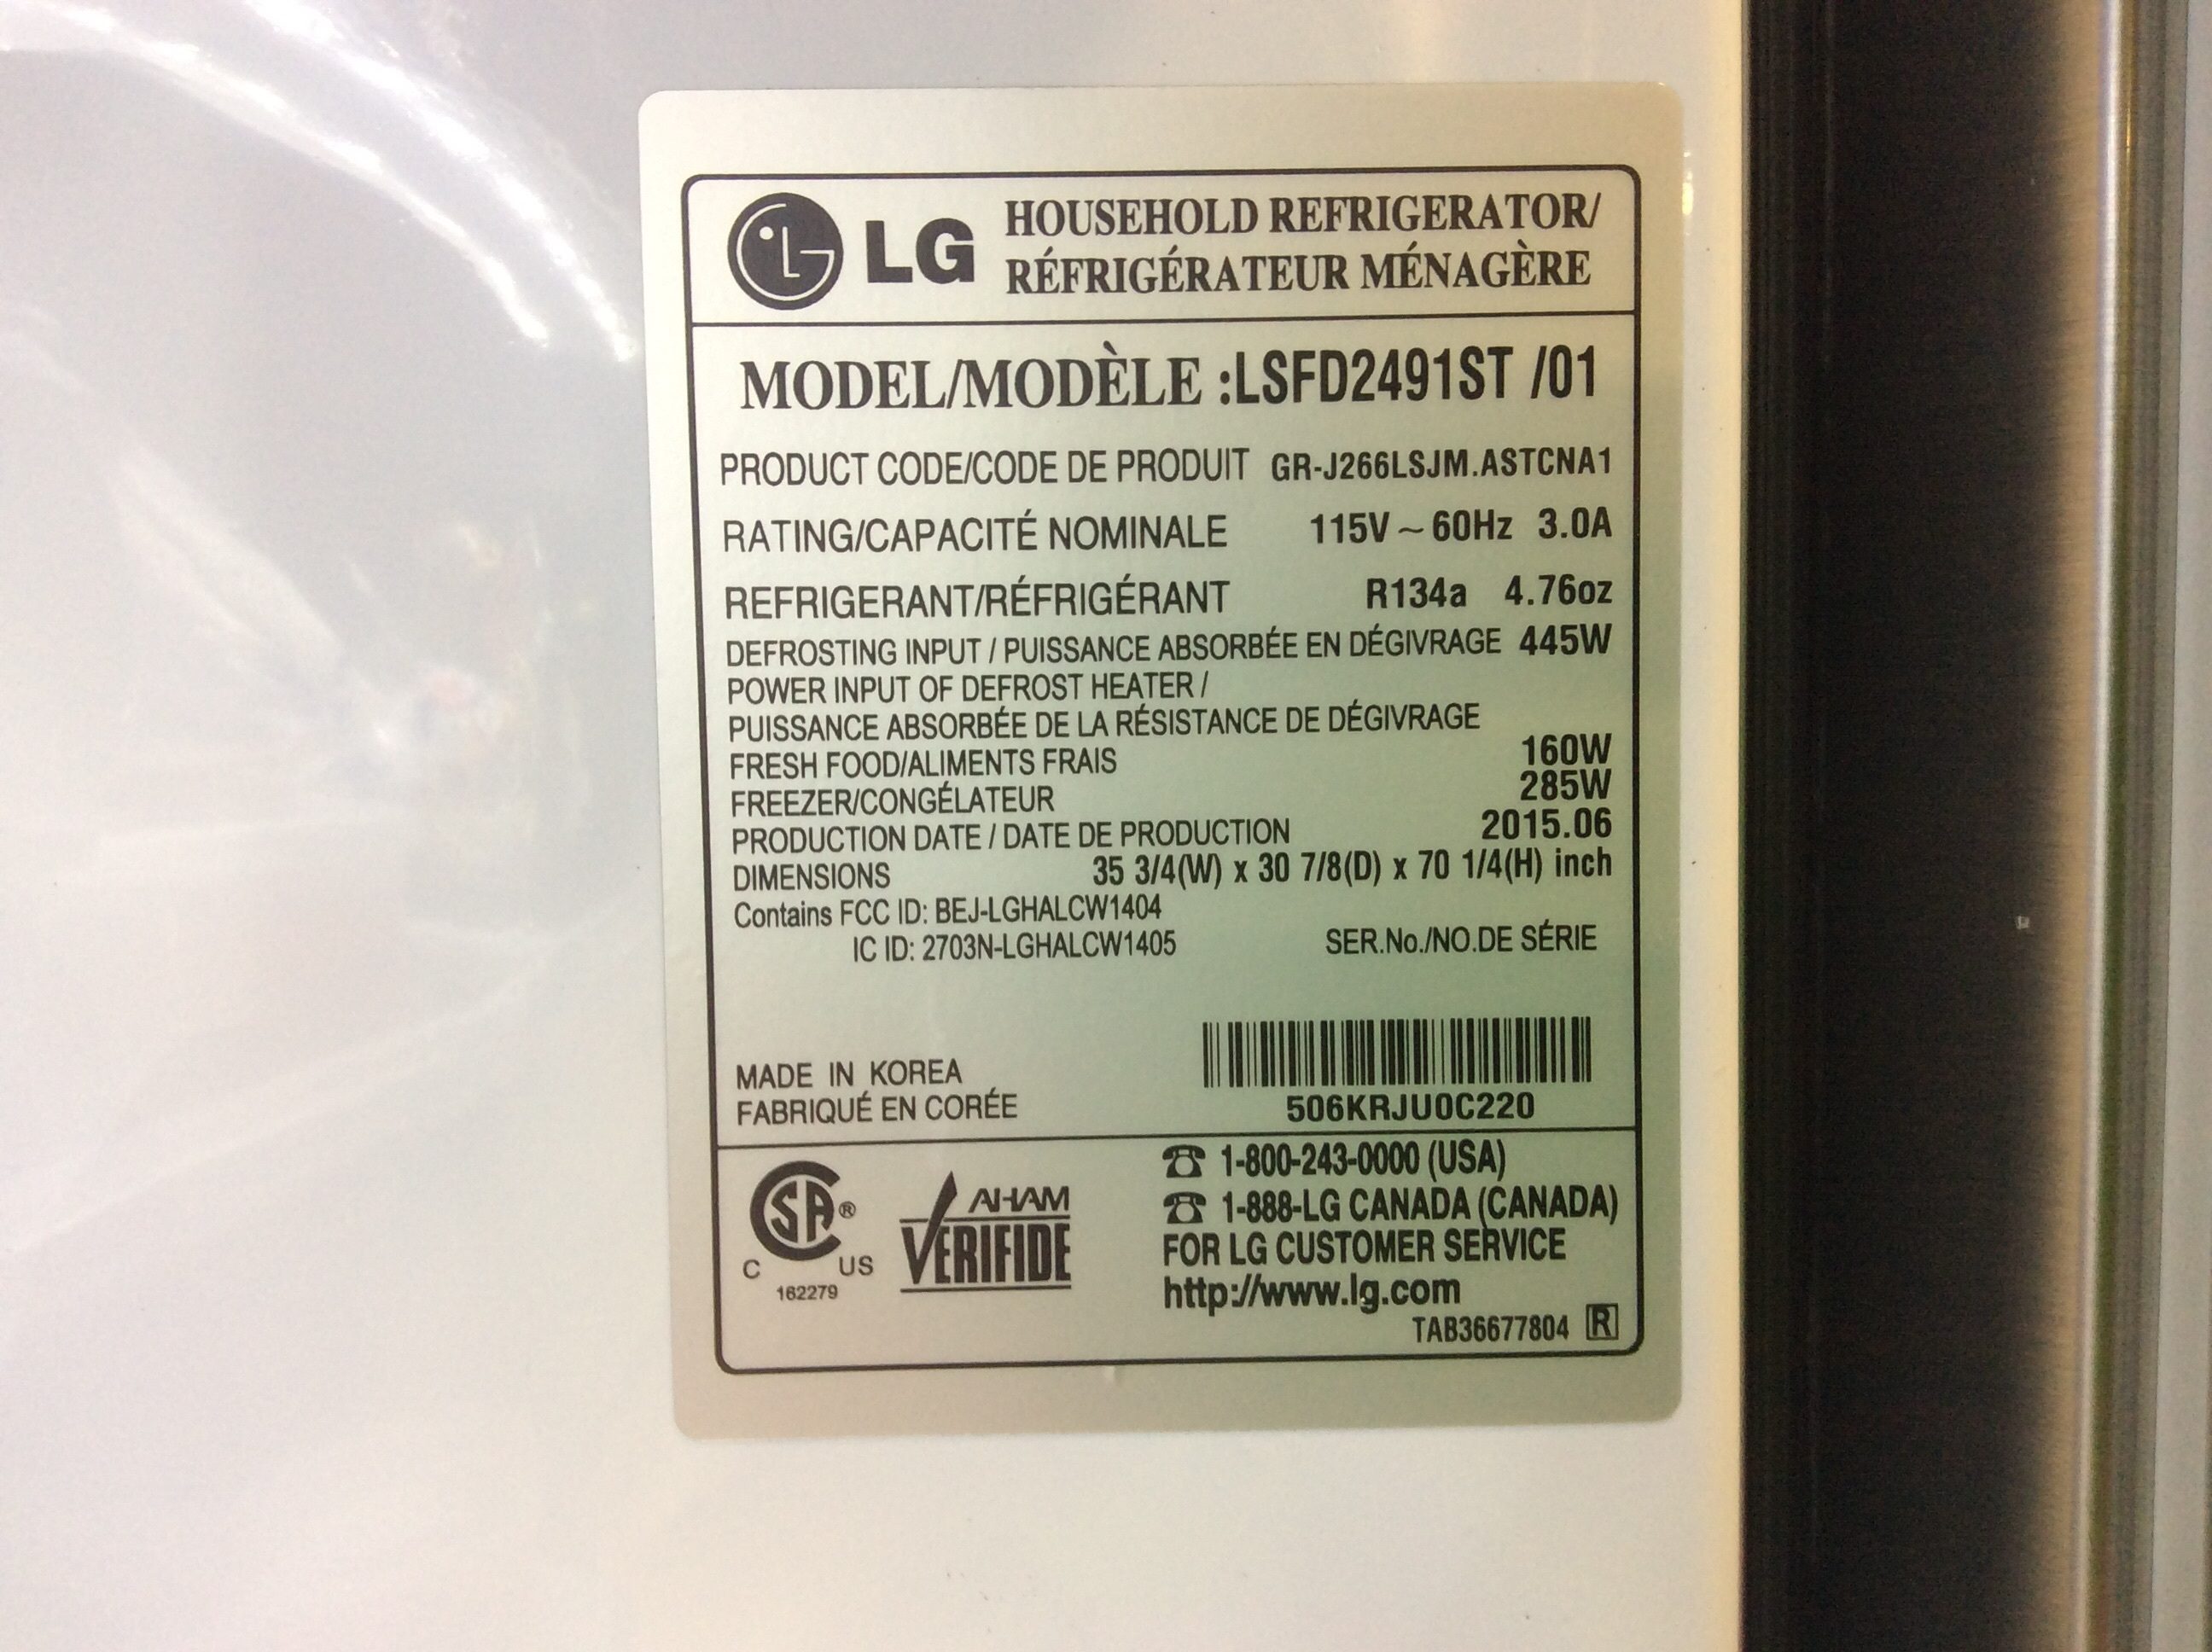 LG HOUSEHOLD REFRIGERATOR/
RÉFRIGÉRATEUR MÉNAGÈRE
MODEL/MODÈLE :LSFD2491ST /01
PRODUCT CODE/CODE DE PRODUIT GR-J266LSJM.ASTCNA1
RATING/CAPACITÉ NOMINALE 115V ~ 60Hz 3.0A
REFRIGERANT/RÉFRIGÉRANT R134a 4.76oz
DEFROSTING INPUT / PUISSANCE ABSORBÉE EN DÉGIVRAGE 445W
POWER INPUT OF DEFROST HEATER /
PUISSANCE ABSORBÉE DE LA RÉSISTANCE DE DÉGIVRAGE
FRESH FOOD/ALIMENTS FRAIS 160W
FREEZER/CONGÉLATEUR 285W
PRODUCTION DATE / DATE DE PRODUCTION 2015.06
DIMENSIONS 35 3/4(W) x 30 7/8(D) x 70 1/4(H) inch
Contains FCC ID: BEJ-LGHALCW1404
IC ID: 2703N-LGHALCW1405 SER.No./NO.DE SÉRIE
MADE IN KOREA
FABRIQUÉ EN CORÉE 506KRJU0C220
SA® C US 162279
AHAM VERIFIDE
☎ 1-800-243-0000 (USA)
☎ 1-888-LG CANADA (CANADA)
FOR LG CUSTOMER SERVICE
http://www.lg.com
TAB36677804 R